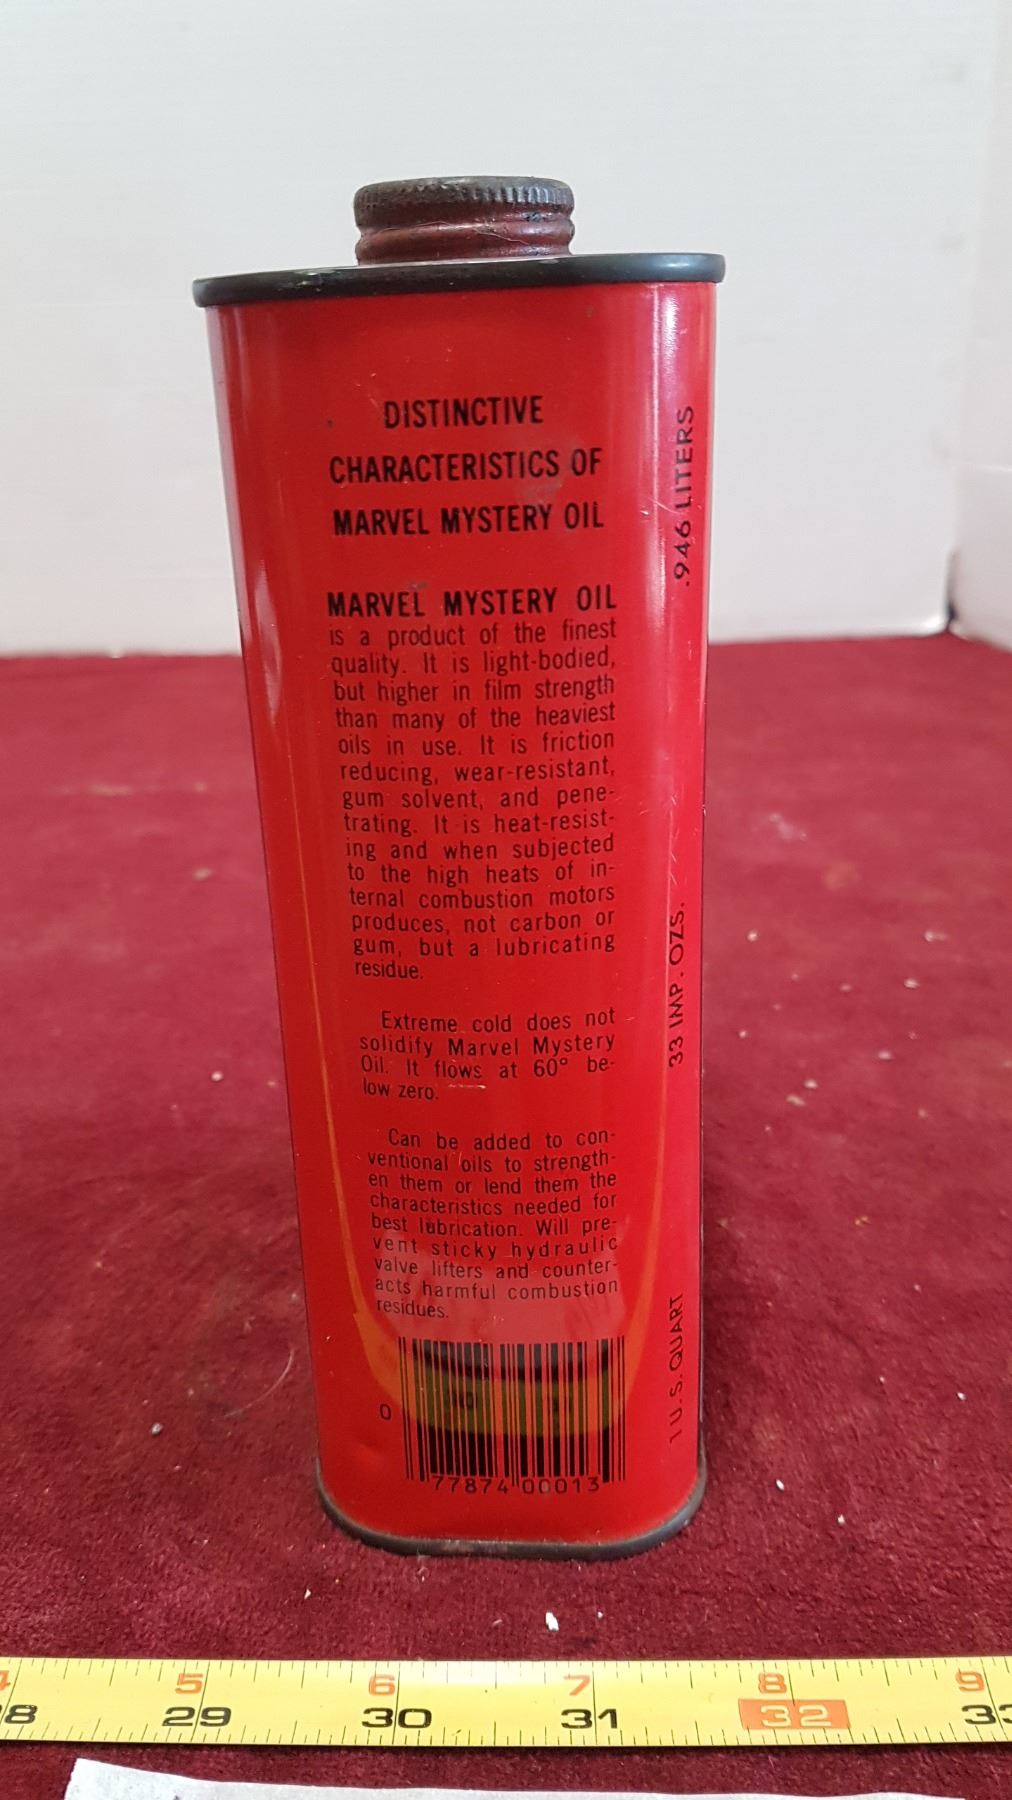 DISTINCTIVE
CHARACTERISTICS OF
MARVEL MYSTERY OIL
MARVEL MYSTERY OIL
is a product of the finest
quality. It is light-bodied,
but higher in film strength
than many of the heaviest
oils in use. It is friction
reducing, wear-resistant,
gum solvent, and pene-
trating. It is heat-resist-
ing and when subjected
to the high heats of in-
ternal combustion motors
produces, not carbon or
gum, but a lubricating
residue.
Extreme cold does not
solidify Marvel Mystery
Oil. It flows at 60° be-
low zero.
Can be added to con-
ventional oils to strength-
en them or lend them the
characteristics needed for
best lubrication. Will pre-
vent sticky hydraulic
valve lifters and counter-
acts harmful combustion
residues.
0 77874 00013
1 U.S. QUART 33 IMP. OZS. .946 LITERS
4 5 6 7 8 9
28 29 30 31 32 33